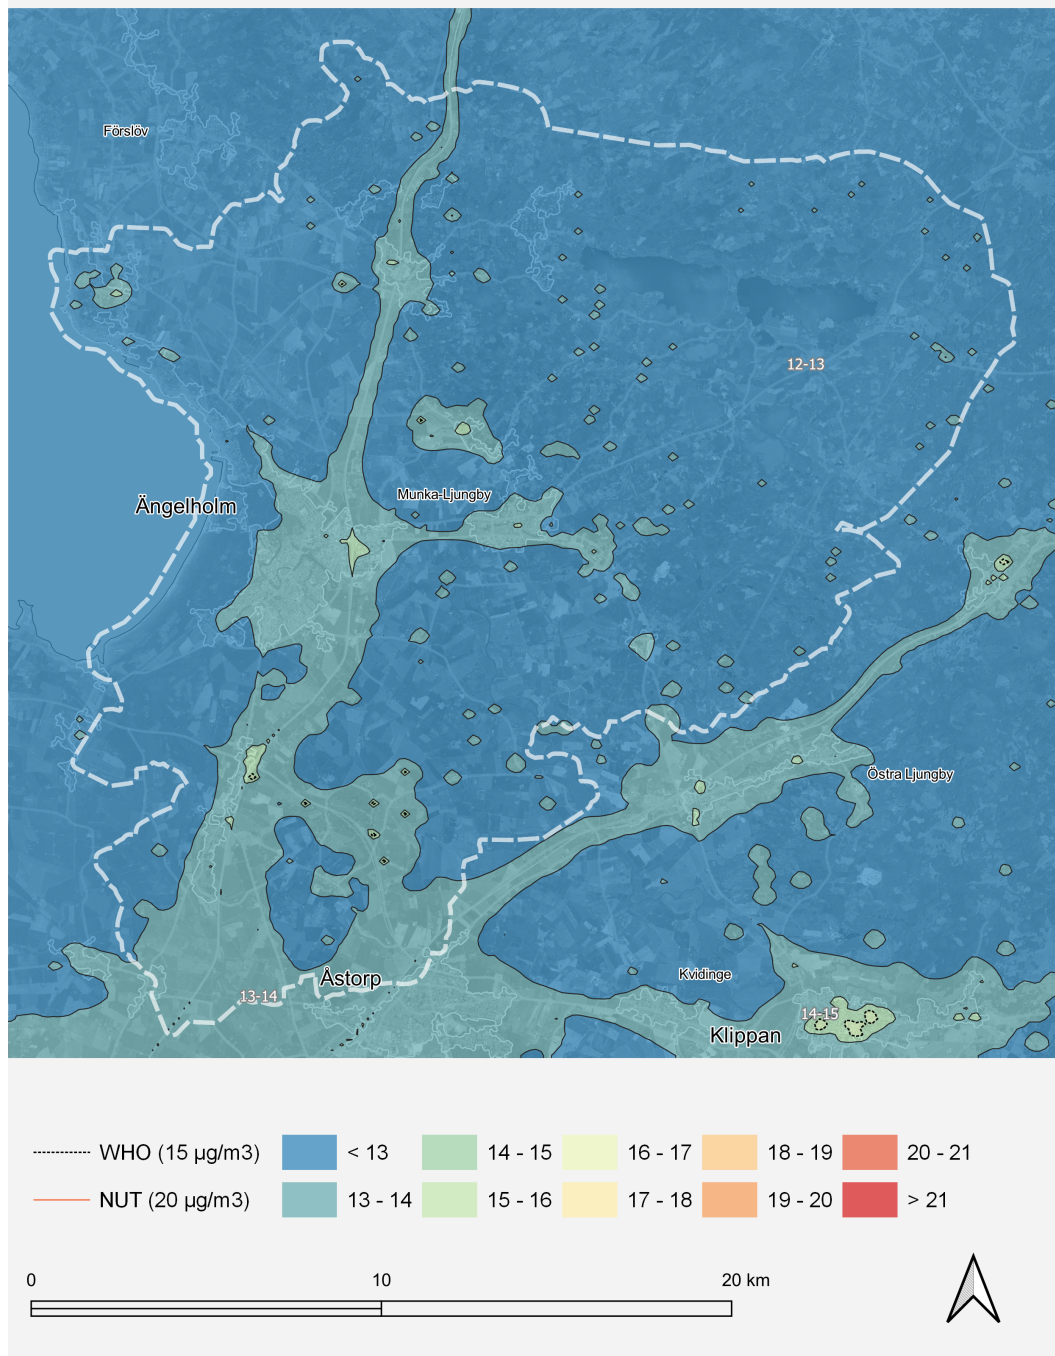 Förslöv
12-13
Munka-Ljungby
Ängelholm
Östra Ljungby
Kvidinge
Åstorp
13-14
14-15
Klippan
WHO (15 µg/m3)
< 13
14 - 15
16 - 17
18 - 19
20 - 21
NUT (20 µg/m3)
13 - 14
15 - 16
17 - 18
19 - 20
> 21
0
10
20 km